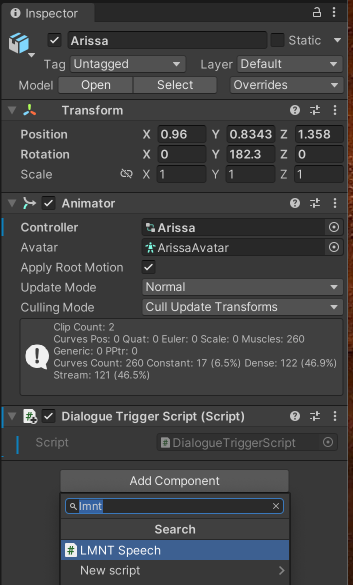 Inspector
Arissa Static
Tag Untagged Layer Default
Model Open Select Overrides
Transform
Position X 0.96 Y 0.8343 Z 1.358
Rotation X 0 Y 182.3 Z 0
Scale X 1 Y 1 Z 1
Animator
Controller Arissa
Avatar ArissaAvatar
Apply Root Motion
Update Mode Normal
Culling Mode Cull Update Transforms
Clip Count: 2
Curves Pos: 0 Quat: 0 Euler: 0 Scale: 0 Muscles: 260
Generic: 0 PPtr: 0
Curves Count: 260 Constant: 17 (6.5%) Dense: 122 (46.9%)
Stream: 121 (46.5%)
Dialogue Trigger Script (Script)
Script DialogueTriggerScript
Add Component
lmnt
Search
LMNT Speech
New script